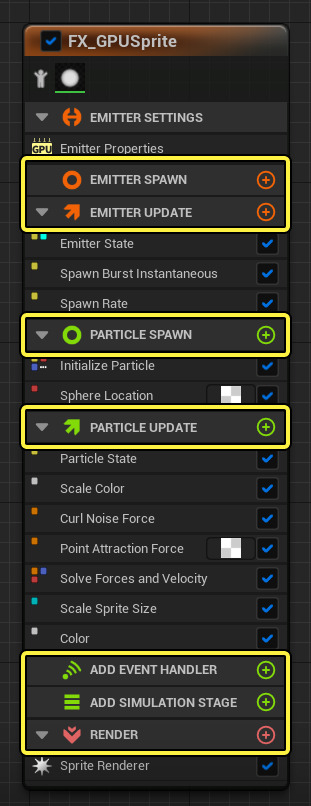 FX_GPUSprite
EMITTER SETTINGS
GPU Emitter Properties
EMITTER SPAWN
EMITTER UPDATE
Emitter State
Spawn Burst Instantaneous
Spawn Rate
PARTICLE SPAWN
Initialize Particle
Sphere Location
PARTICLE UPDATE
Particle State
Scale Color
Curl Noise Force
Point Attraction Force
Solve Forces and Velocity
Scale Sprite Size
Color
ADD EVENT HANDLER
ADD SIMULATION STAGE
RENDER
Sprite Renderer